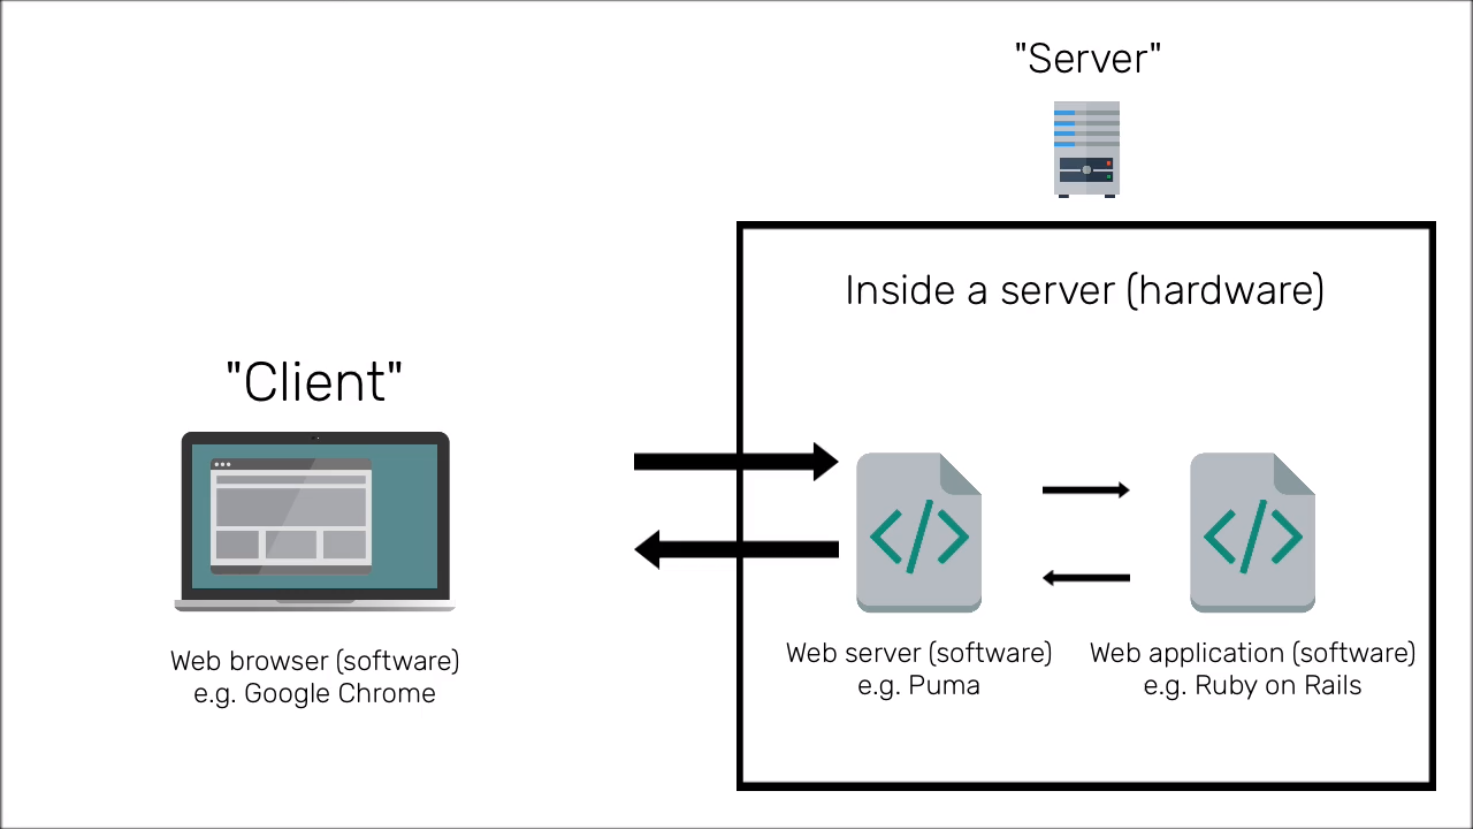 "Server"
Inside a server (hardware)
"Client"
Web browser (software)
e.g. Google Chrome
Web server (software)
e.g. Puma
Web application (software)
e.g. Ruby on Rails